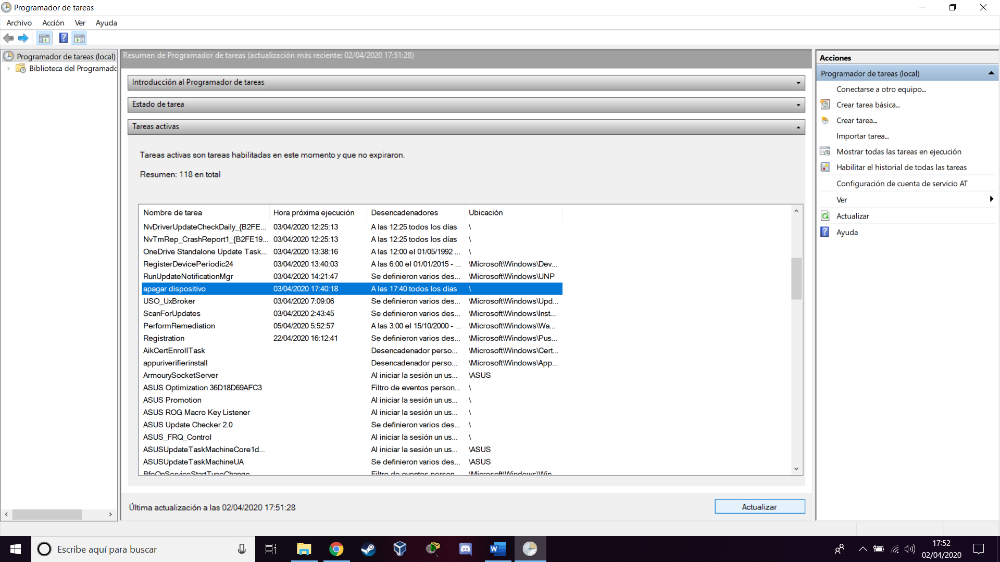 Programador de tareas
Archivo Acción Ver Ayuda
Programador de tareas (local)
Biblioteca del Programado
Resumen de Programador de tareas (actualización más reciente: 02/04/2020 17:51:28)
Introducción al Programador de tareas
Estado de tarea
Tareas activas
Tareas activas son tareas habilitadas en este momento y que no expiraron.
Resumen: 118 en total
Nombre de tarea Hora próxima ejecución Desencadenadores Ubicación
NvDriverUpdateCheckDaily_{B2FE... 03/04/2020 12:25:13 A las 12:25 todos los días \
NvTmRep_CrashReport1_{B2FE19... 03/04/2020 12:25:13 A las 12:25 todos los días \
OneDrive Standalone Update Task... 03/04/2020 13:38:16 A las 12:00 el 01/05/1992 ... \
RegisterDevicePeriodic24 03/04/2020 13:40:03 A las 6:00 el 01/01/2015 - ... \Microsoft\Windows\Dev...
RunUpdateNotificationMgr 03/04/2020 14:21:47 Se definieron varios des... \Microsoft\Windows\UNP
apagar dispositivo 03/04/2020 17:40:18 A las 17:40 todos los días \
USO_UxBroker 03/04/2020 7:09:06 Se definieron varios des... \Microsoft\Windows\Upd...
ScanForUpdates 03/04/2020 2:43:45 Se definieron varios des... \Microsoft\Windows\Inst...
PerformRemediation 05/04/2020 5:52:57 A las 3:00 el 15/10/2000 - ... \Microsoft\Windows\Wa...
Registration 22/04/2020 16:12:41 Se definieron varios des... \Microsoft\Windows\Pus...
AikCertEnrollTask Desencadenador perso... \Microsoft\Windows\Cert...
appuriverifierinstall Desencadenador perso... \Microsoft\Windows\App...
ArmourySocketServer Al iniciar la sesión un us... \ASUS
ASUS Optimization 36D18D69AFC3 Filtro de eventos person... \
ASUS Promotion Al iniciar la sesión un us... \
ASUS ROG Macro Key Listener Al iniciar la sesión un us... \
ASUS Update Checker 2.0 Se definieron varios des... \
ASUS_FRQ_Control Al iniciar la sesión un us... \
ASUSUpdateTaskMachineCore1d... Al iniciar la sesión un us... \ASUS
ASUSUpdateTaskMachineUA Se definieron varios des... \ASUS
BfeOnServiceStartTypeChange Filtro de eventos person... \Microsoft\Windows\Win...
Última actualización a las 02/04/2020 17:51:28
Actualizar
Acciones
Programador de tareas (local)
Conectarse a otro equipo...
Crear tarea básica...
Crear tarea...
Importar tarea...
Mostrar todas las tareas en ejecución
Habilitar el historial de todas las tareas
Configuración de cuenta de servicio AT
Ver
Actualizar
Ayuda
Escribe aquí para buscar
17:52
02/04/2020